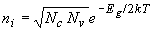 n_i = √(N_c N_v) e^(-E_g/2kT)